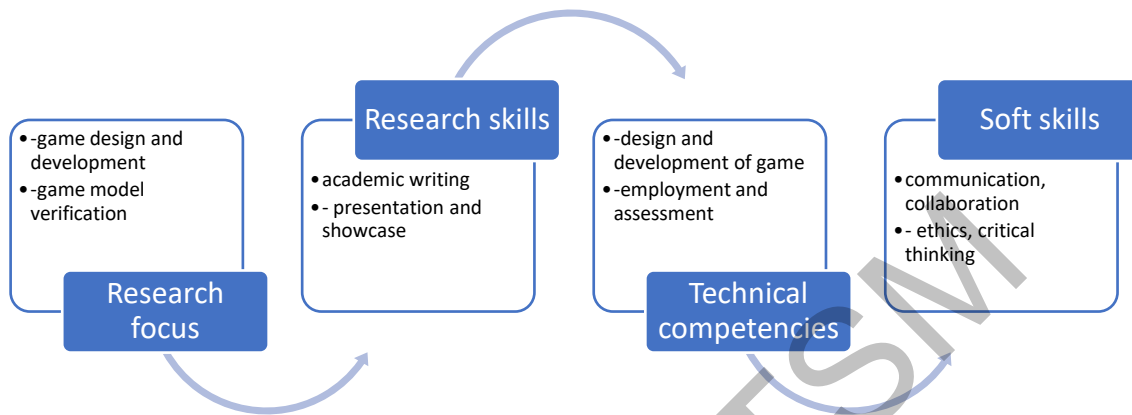 •-game design and
development
•-game model
verification
Research
focus
Research skills
•academic writing
•- presentation and
showcase
•-design and
development of game
•-employment and
assessment
Technical
competencies
Soft skills
•communication,
collaboration
•- ethics, critical
thinking
TSM